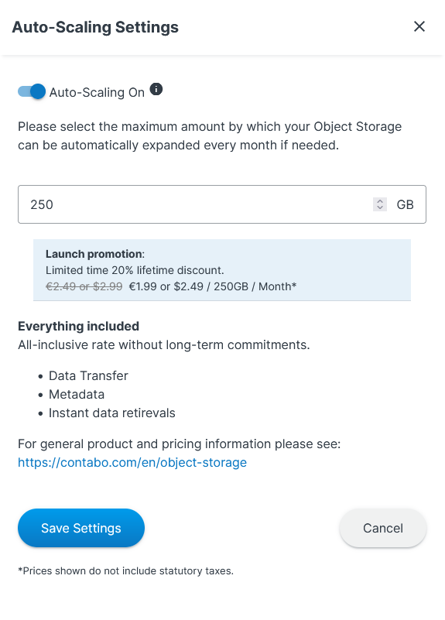 Auto-Scaling Settings
Auto-Scaling On
Please select the maximum amount by which your Object Storage
can be automatically expanded every month if needed.
250 GB
Launch promotion:
Limited time 20% lifetime discount.
€2.49 or $2.99 €1.99 or $2.49 / 250GB / Month*
Everything included
All-inclusive rate without long-term commitments.
• Data Transfer
• Metadata
• Instant data retirevals
For general product and pricing information please see:
https://contabo.com/en/object-storage
Save Settings Cancel
*Prices shown do not include statutory taxes.